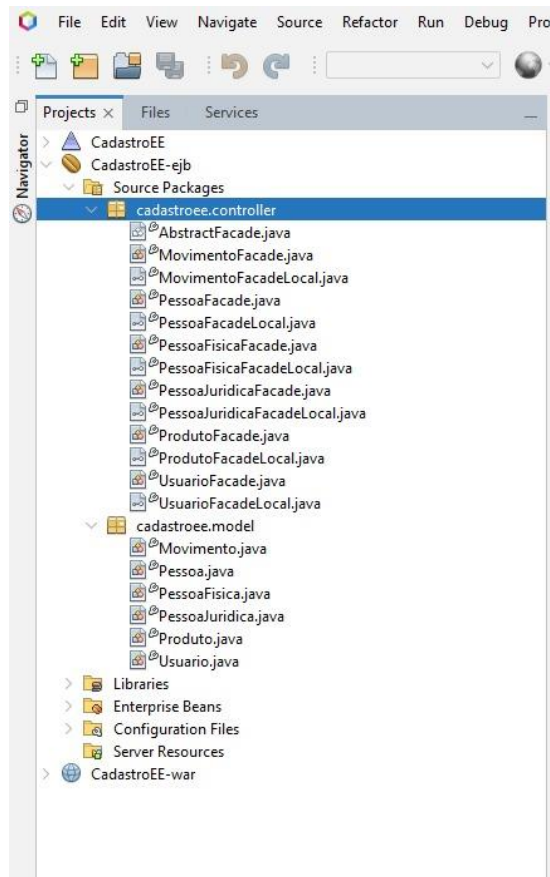 File Edit View Navigate Source Refactor Run Debug Pro
Projects × Files Services
Navigator
CadastroEE
CadastroEE-ejb
Source Packages
cadastroee.controller
AbstractFacade.java
MovimentoFacade.java
MovimentoFacadeLocal.java
PessoaFacade.java
PessoaFacadeLocal.java
PessoaFisicaFacade.java
PessoaFisicaFacadeLocal.java
PessoaJuridicaFacade.java
PessoaJuridicaFacadeLocal.java
ProdutoFacade.java
ProdutoFacadeLocal.java
UsuarioFacade.java
UsuarioFacadeLocal.java
cadastroee.model
Movimento.java
Pessoa.java
PessoaFisica.java
PessoaJuridica.java
Produto.java
Usuario.java
Libraries
Enterprise Beans
Configuration Files
Server Resources
CadastroEE-war